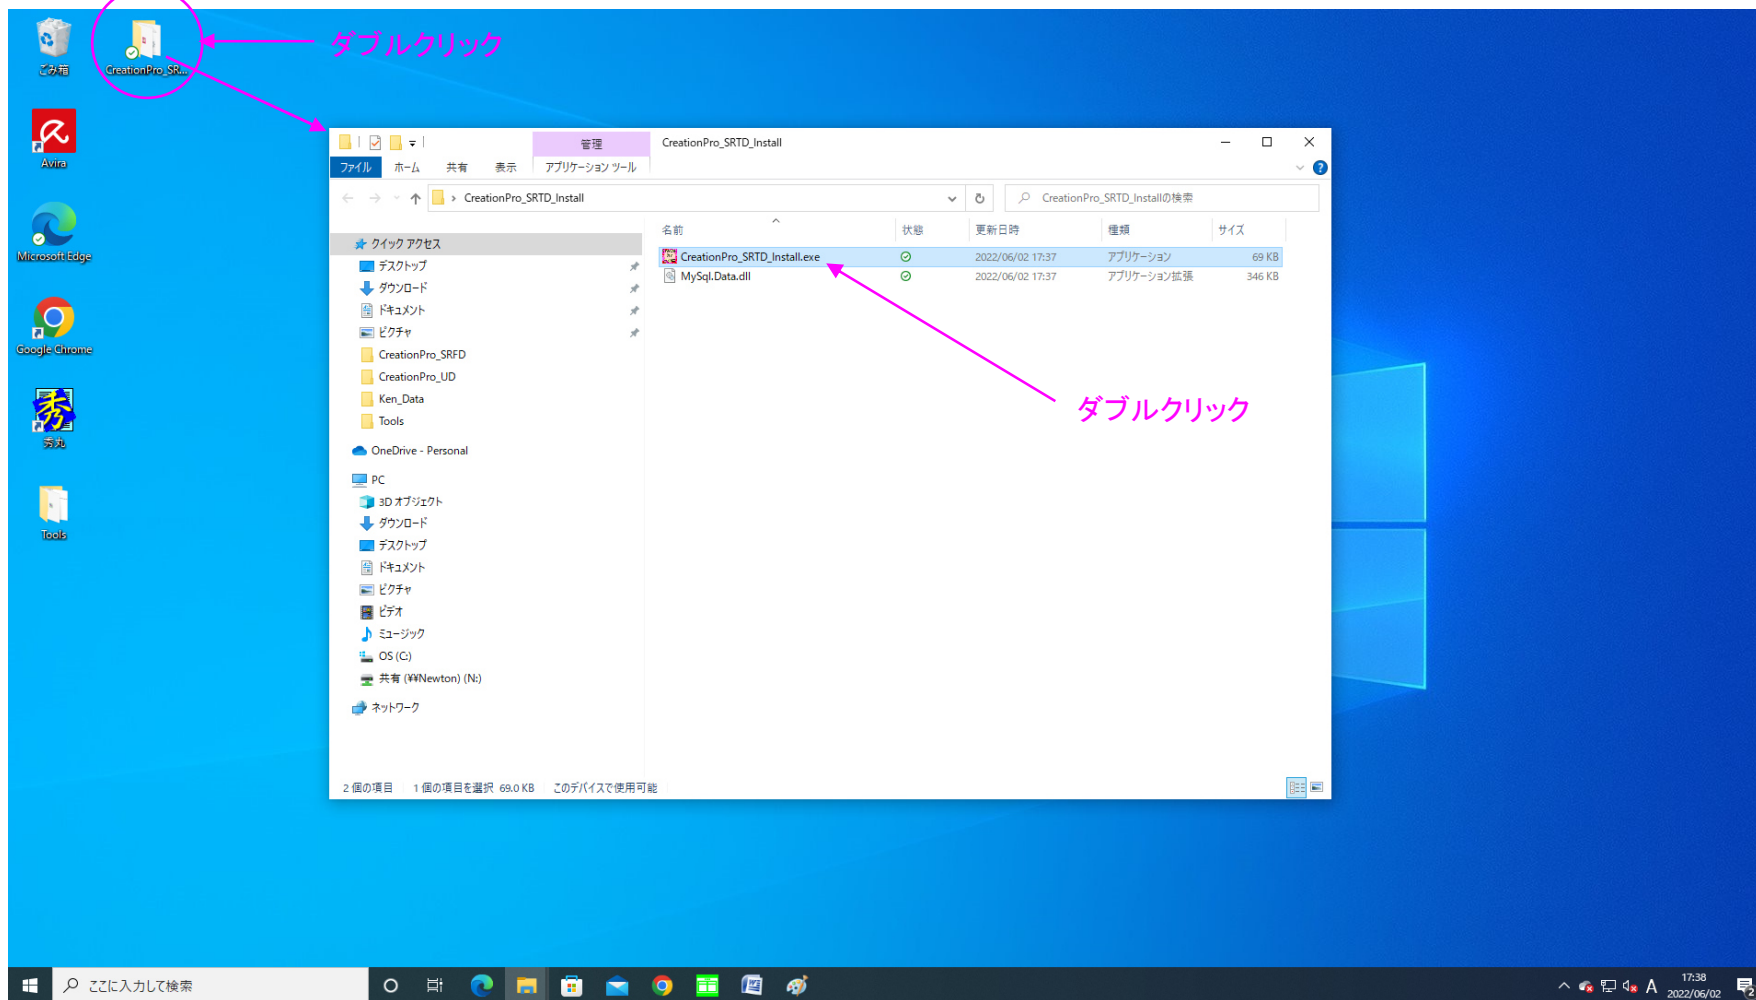 ごみ箱
CreationPro_SR...
ダブルクリック
Avira
Microsoft Edge
Google Chrome
秀
秀丸
Tools
管理
CreationPro_SRTD_Install
ファイル
ホーム
共有
表示
アプリケーション ツール
CreationPro_SRTD_Install
CreationPro_SRTD_Installの検索
クイック アクセス
デスクトップ
ダウンロード
ドキュメント
ピクチャ
CreationPro_SRFD
CreationPro_UD
Ken_Data
Tools
OneDrive - Personal
PC
3D オブジェクト
ダウンロード
デスクトップ
ドキュメント
ピクチャ
ビデオ
ミュージック
OS (C:)
共有 (¥¥Newton) (N:)
ネットワーク
名前 状態 更新日時 種類 サイズ
CreationPro_SRTD_Install.exe 2022/06/02 17:37 アプリケーション 69 KB
MySql.Data.dll 2022/06/02 17:37 アプリケーション拡張 346 KB
ダブルクリック
2 個の項目 1 個の項目を選択 69.0 KB このデバイスで使用可能
ここに入力して検索
A
17:38
2022/06/02
2